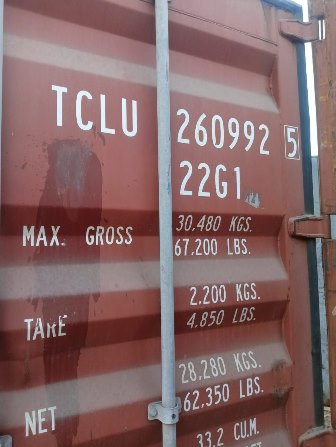 TCLU 260992 5
22G1
MAX. GROSS 30,480 KGS.
67,200 LBS.
TARE 2,200 KGS.
4,850 LBS.
NET 28,280 KGS.
62,350 LBS.
33.2 CU.M.